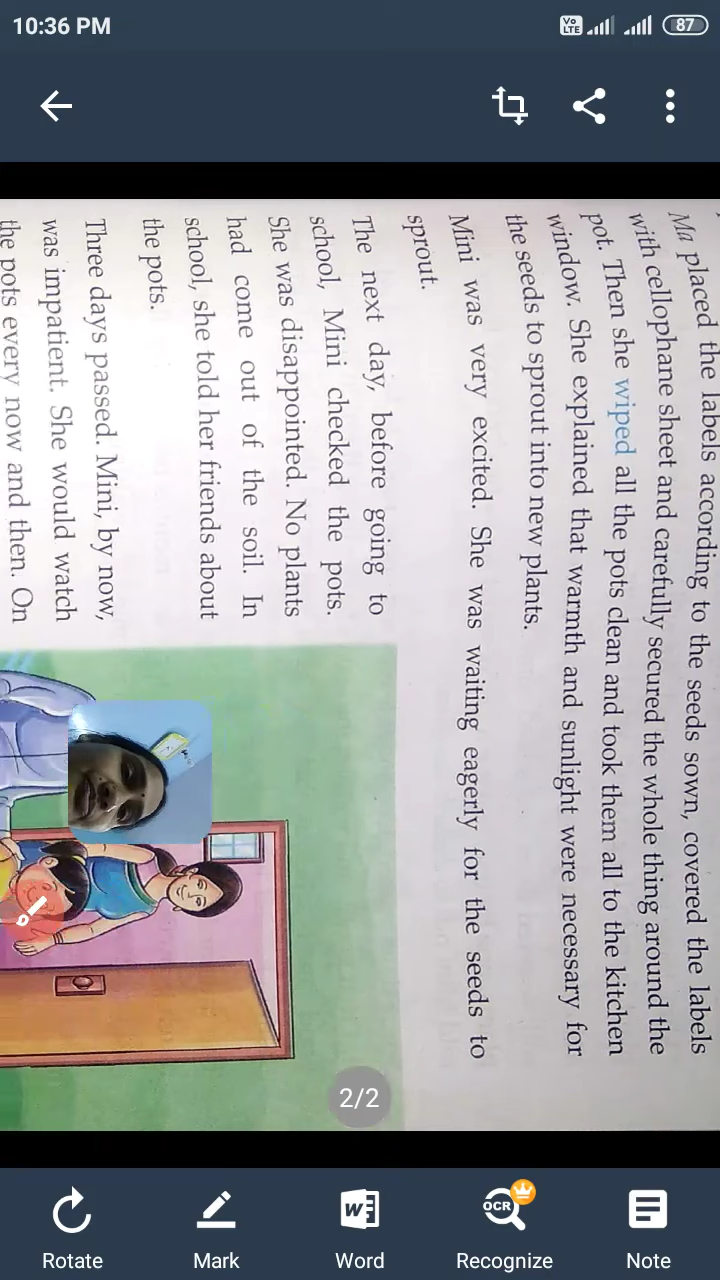 10:36 PM
Vo
LTE
87
Ma placed the labels according to the seeds sown, covered the labels
with cellophane sheet and carefully secured the whole thing around the
pot. Then she wiped all the pots clean and took them all to the kitchen
window. She explained that warmth and sunlight were necessary for
the seeds to sprout into new plants.
Mini was very excited. She was waiting eagerly for the seeds to
sprout.
The next day, before going to
school, Mini checked the pots.
She was disappointed. No plants
had come out of the soil. In
school, she told her friends about
the pots.
Three days passed. Mini, by now,
was impatient. She would watch
the pots every now and then. On
2/2
W
OCR
Rotate
Mark
Word
Recognize
Note